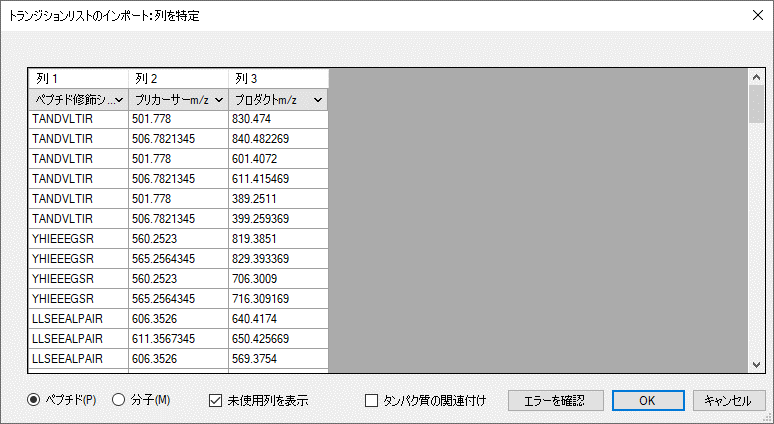 トランジションリストのインポート: 列を特定
列 1 列 2 列 3
ペプチド修飾シ... プリカーサーm/z プロダクトm/z
TANDVLTIR 501.778 830.474
TANDVLTIR 506.7821345 840.482269
TANDVLTIR 501.778 601.4072
TANDVLTIR 506.7821345 611.415469
TANDVLTIR 501.778 389.2511
TANDVLTIR 506.7821345 399.259369
YHIEEEGSR 560.2523 819.3851
YHIEEEGSR 565.2564345 829.393369
YHIEEEGSR 560.2523 706.3009
YHIEEEGSR 565.2564345 716.309169
LLSEEALPAIR 606.3526 640.4174
LLSEEALPAIR 611.3567345 650.425669
LLSEEALPAIR 606.3526 569.3754
ペプチド(P) 分子(M) 未使用列を表示 タンパク質の関連付け エラーを確認 OK キャンセル